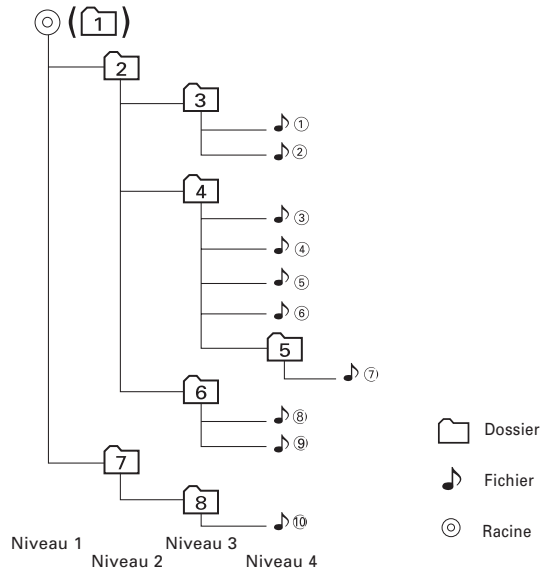 (1)
2
3
①
②
4
③
④
⑤
⑥
5
⑦
6
⑧
⑨
7
8
⑩
Dossier
Fichier
Racine
Niveau 1
Niveau 2
Niveau 3
Niveau 4